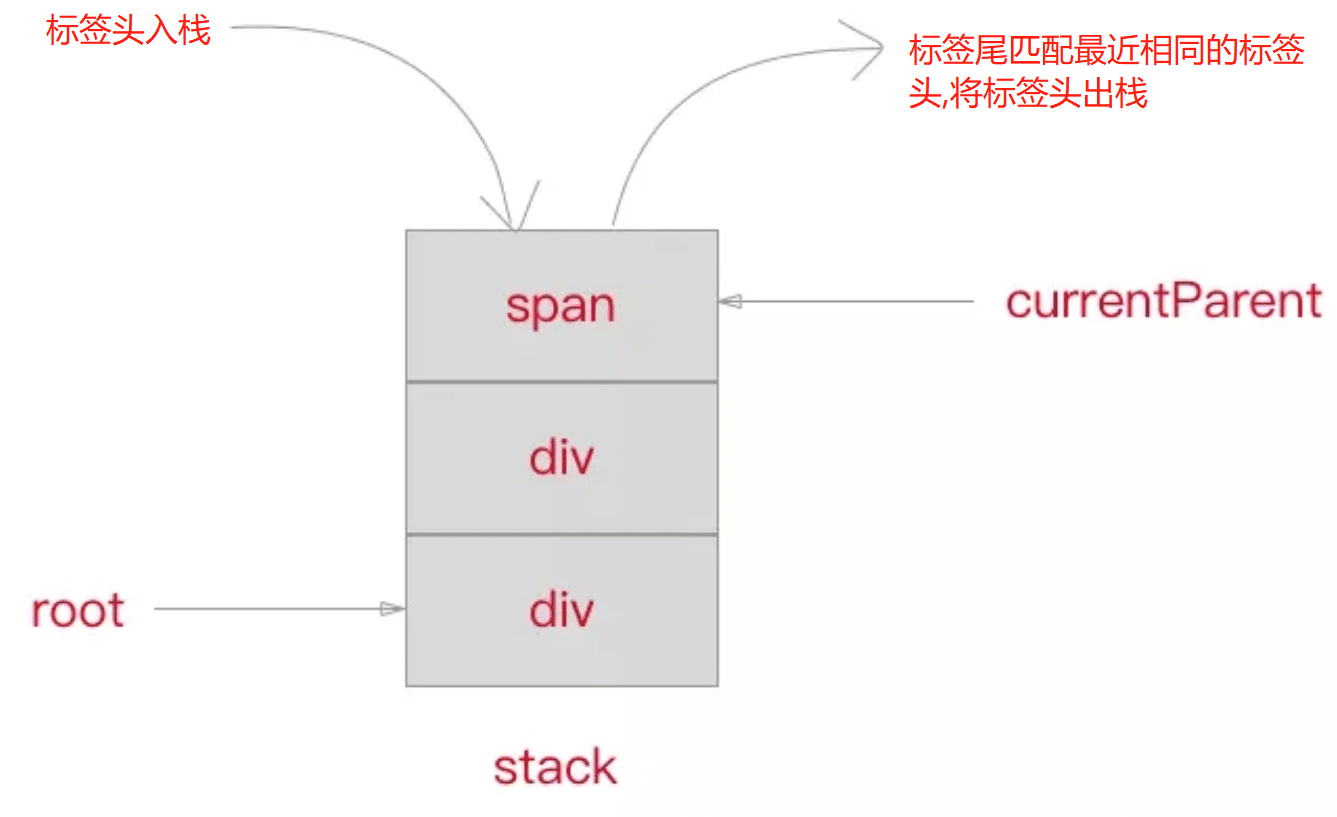 标签头入栈
标签尾匹配最近相同的标签
头,将标签头出栈
span
currentParent
div
root
div
stack